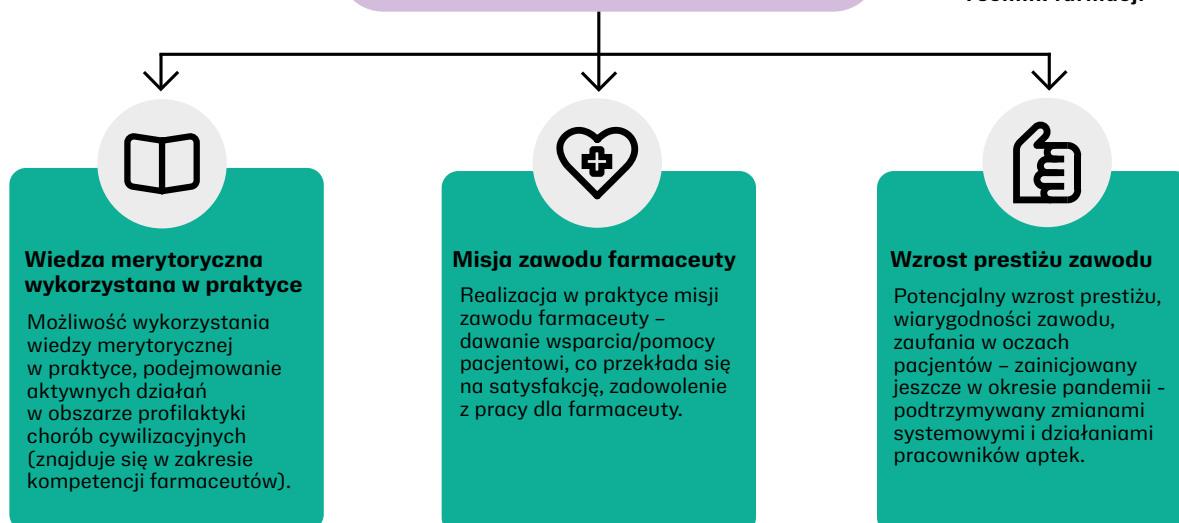 Wiedza merytoryczna
wykorzystana w praktyce
Możliwość wykorzystania
wiedzy merytorycznej
w praktyce, podejmowanie
aktywnych działań
w obszarze profilaktyki
chorób cywilizacyjnych
(znajduje się w zakresie
kompetencji farmaceutów).
Misja zawodu farmaceuty
Realizacja w praktyce misji
zawodu farmaceuty –
dawanie wsparcia/pomocy
pacjentowi, co przekłada się
na satysfakcję, zadowolenie
z pracy dla farmaceuty.
Wzrost prestiżu zawodu
Potencjalny wzrost prestiżu,
wiarygodności zawodu,
zaufania w oczach
pacjentów – zainicjowany
jeszcze w okresie pandemii -
podtrzymywany zmianami
systemowymi i działaniami
pracowników aptek.